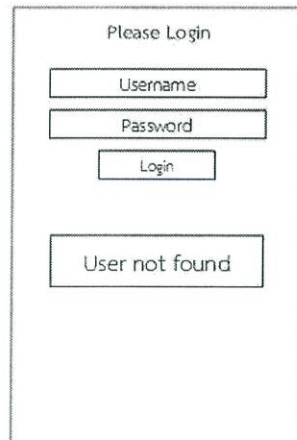 Please Login
Username
Password
Login
User not found